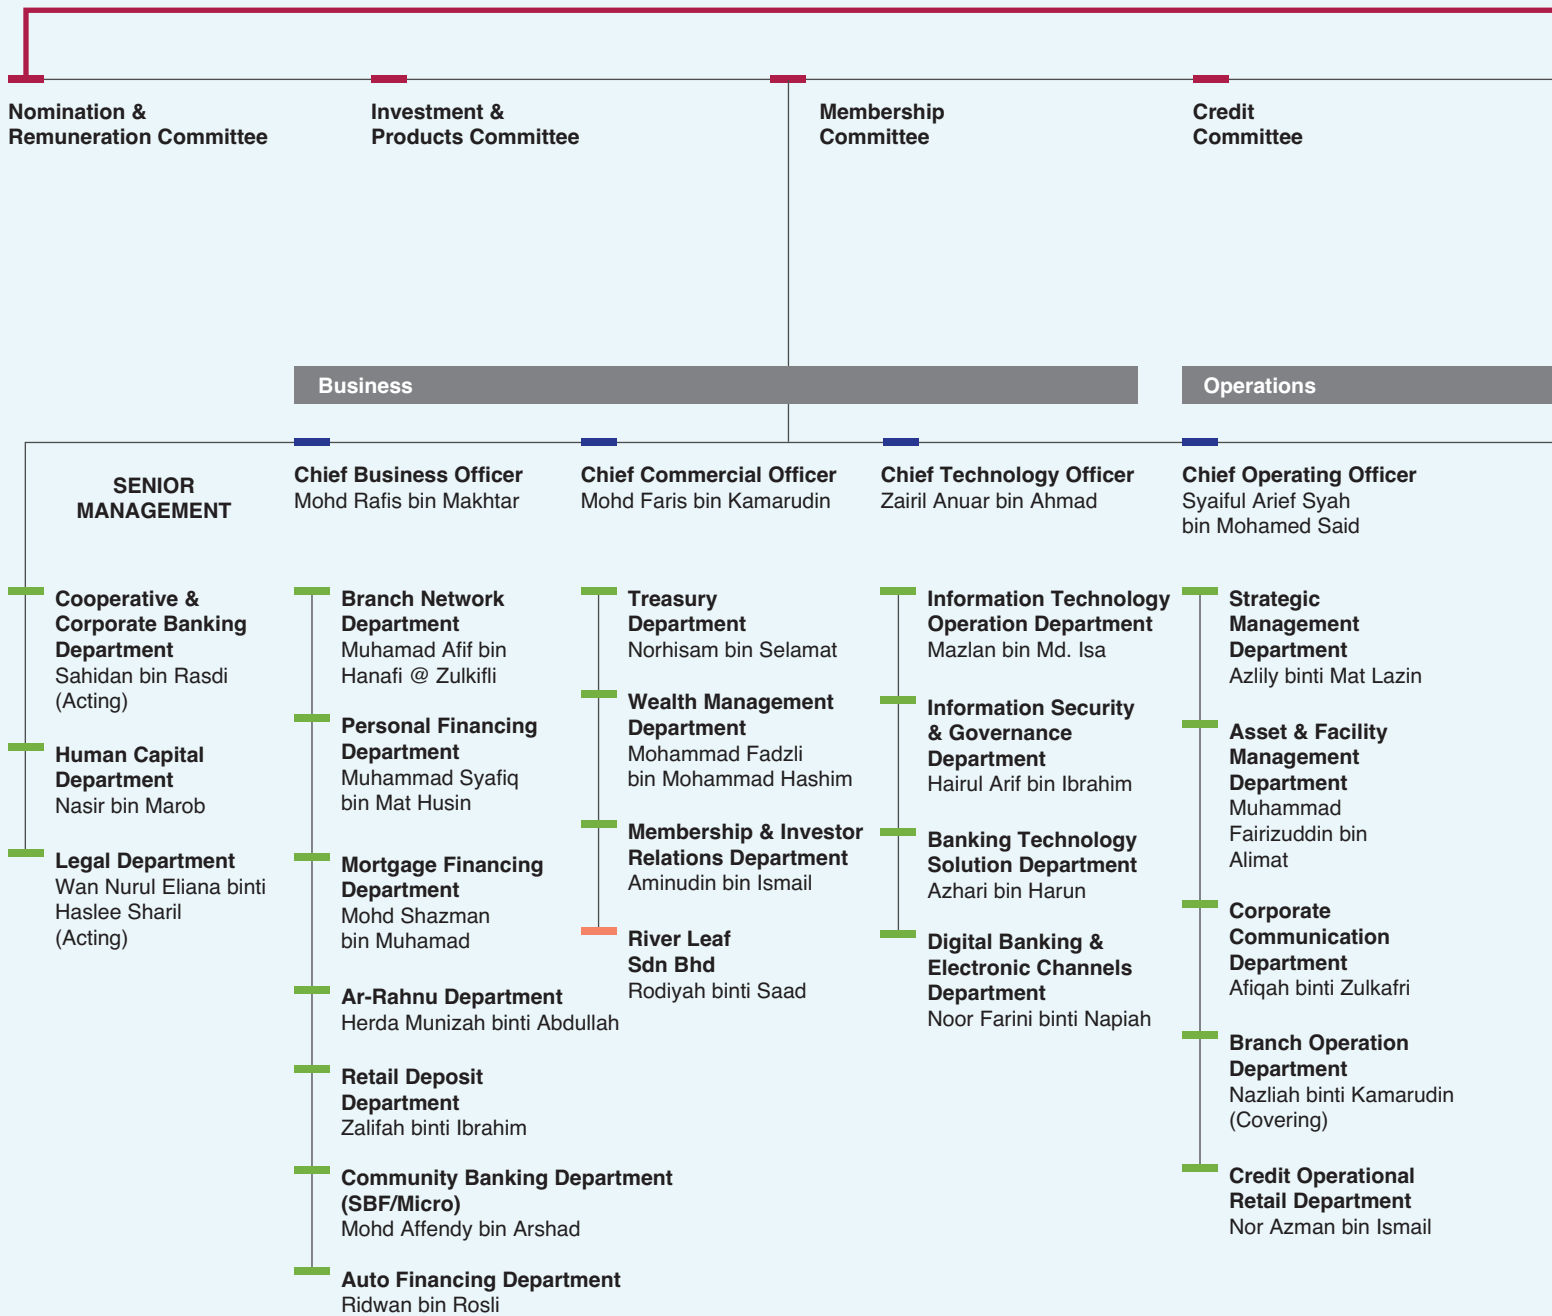 Nomination &
Remuneration Committee
Investment &
Products Committee
Membership
Committee
Credit
Committee
Business
Operations
SENIOR
MANAGEMENT
Chief Business Officer
Mohd Rafis bin Makhtar
Chief Commercial Officer
Mohd Faris bin Kamarudin
Chief Technology Officer
Zairil Anuar bin Ahmad
Chief Operating Officer
Syaiful Arief Syah
bin Mohamed Said
Cooperative &
Corporate Banking
Department
Sahidan bin Rasdi
(Acting)
Human Capital
Department
Nasir bin Marob
Legal Department
Wan Nurul Eliana binti
Haslee Sharil
(Acting)
Branch Network
Department
Muhamad Afif bin
Hanafi @ Zulkifli
Personal Financing
Department
Muhammad Syafiq
bin Mat Husin
Mortgage Financing
Department
Mohd Shazman
bin Muhamad
Ar-Rahnu Department
Herda Munizah binti Abdullah
Retail Deposit
Department
Zalifah binti Ibrahim
Community Banking Department
(SBF/Micro)
Mohd Affendy bin Arshad
Auto Financing Department
Ridwan bin Rosli
Treasury
Department
Norhisam bin Selamat
Wealth Management
Department
Mohammad Fadzli
bin Mohammad Hashim
Membership & Investor
Relations Department
Aminudin bin Ismail
River Leaf
Sdn Bhd
Rodiyah binti Saad
Information Technology
Operation Department
Mazlan bin Md. Isa
Information Security
& Governance
Department
Hairul Arif bin Ibrahim
Banking Technology
Solution Department
Azhari bin Harun
Digital Banking &
Electronic Channels
Department
Noor Farini binti Napiah
Strategic
Management
Department
Azlily binti Mat Lazin
Asset & Facility
Management
Department
Muhammad
Fairizuddin bin
Alimat
Corporate
Communication
Department
Afiqah binti Zulkafri
Branch Operation
Department
Nazliah binti Kamarudin
(Covering)
Credit Operational
Retail Department
Nor Azman bin Ismail